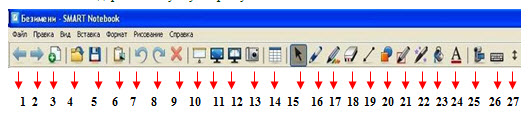 Безимени - SMART Notebook
Файл Правка Вид Вставка Формат Рисование Справка
1 2 3 4 5 6 7 8 9 10 11 12 13 14 15 16 17 18 19 20 21 22 23 24 25 26 27